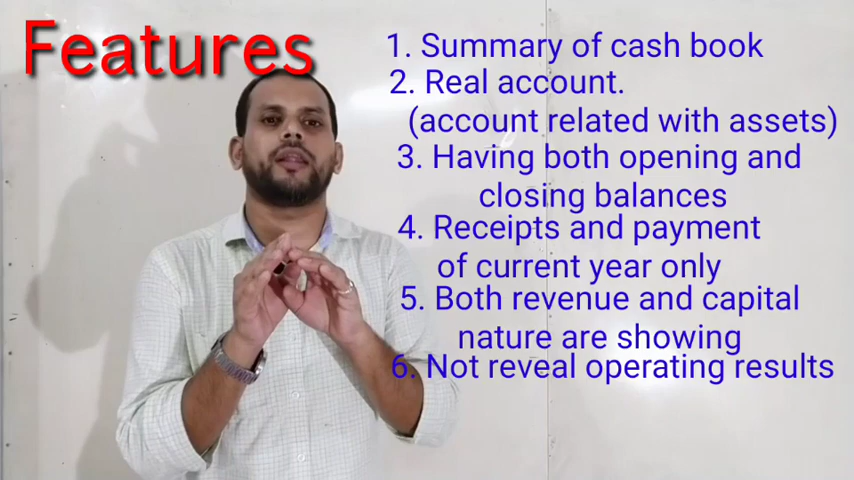 Features
1. Summary of cash book
2. Real account.
(account related with assets)
3. Having both opening and
closing balances
4. Receipts and payment
of current year only
5. Both revenue and capital
nature are showing
6. Not reveal operating results